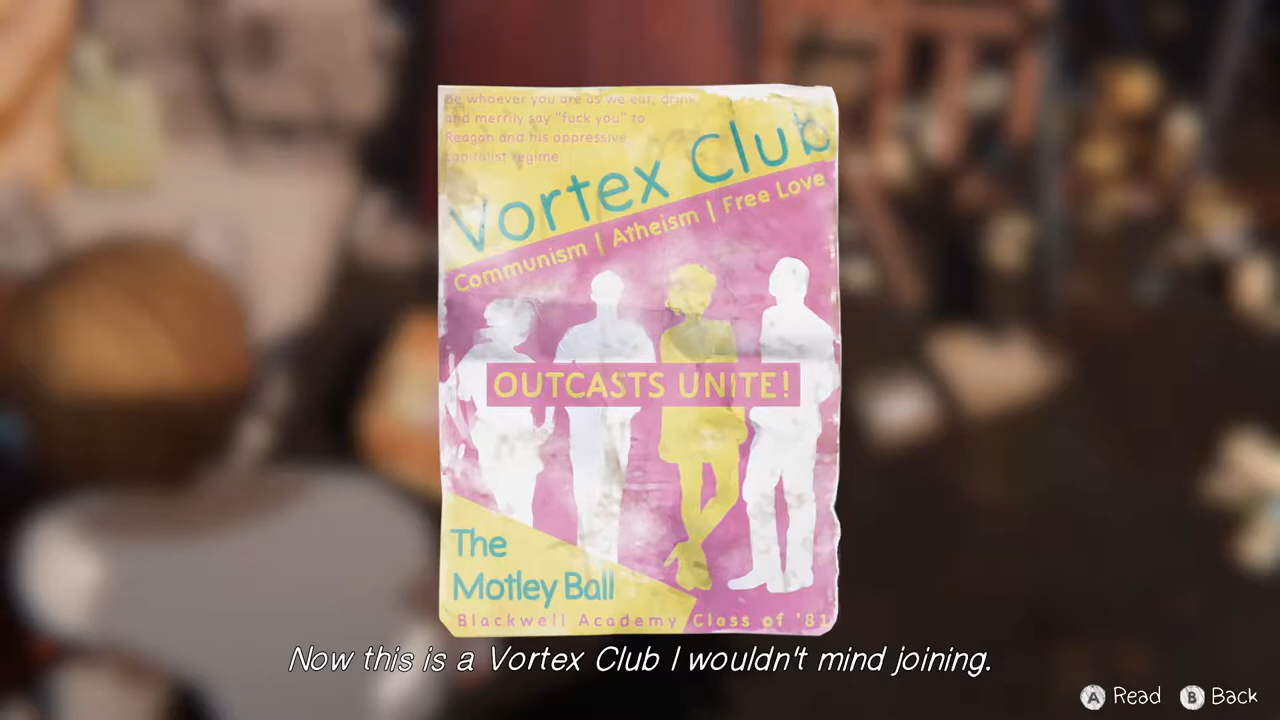 Be whoever you are as we eat, drink
and merrily say "fuck you" to
Reagan and his oppressive
capitalist regime
Vortex Club
Communism | Atheism | Free Love
OUTCASTS UNITE!
The
Motley Ball
Blackwell Academy Class of '81
Now this is a Vortex Club I wouldn't mind joining.
A Read B Back